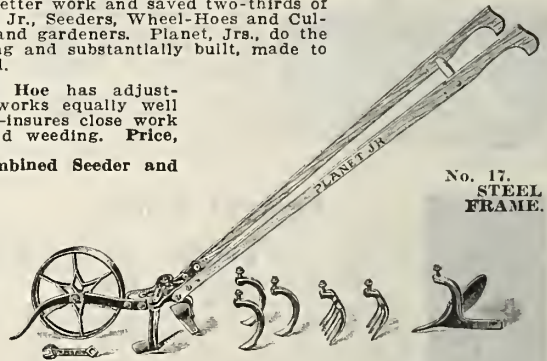 etter work and saved two-thirds of
Jr., Seeders, Wheel-Hoes and Cul-
and gardeners. Planet, Jrs., do the
ng and substantially built, made to
l.
Hoe has adjust-
works equally well
-insures close work
d weeding. Price,
mbined Seeder and
PLANET JR
No. 17.
STEEL
FRAME.